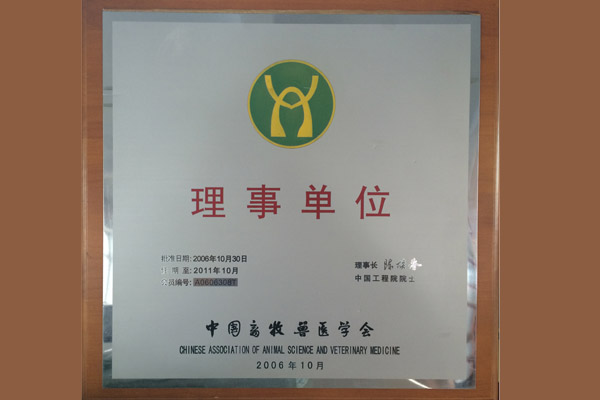 理事单位
批准日期: 2006年10月30日
期 至: 2011年10月
会员编号: A0606308T
理事长
中国工程院院士
中国畜牧兽医学会
CHINESE ASSOCIATION OF ANIMAL SCIENCE AND VETERINARY MEDICINE
2006年10月